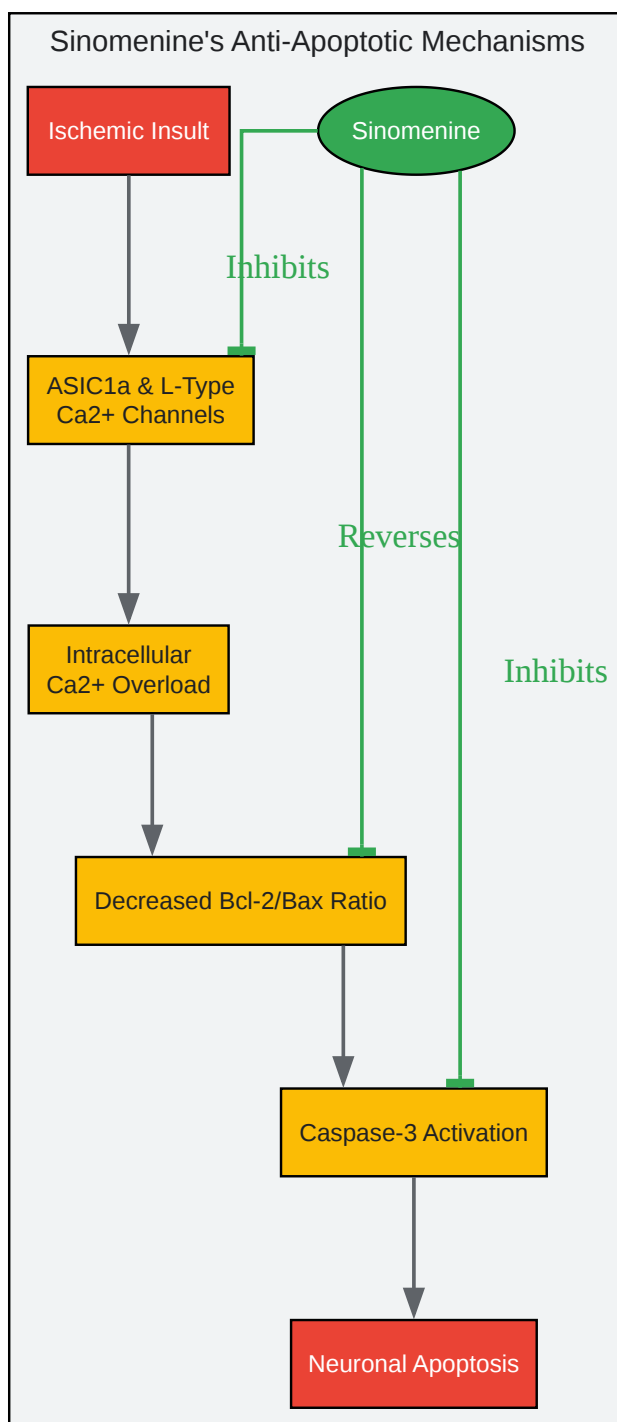 Sinomenine's Anti-Apoptotic Mechanisms
Ischemic Insult
Sinomenine
Inhibits
ASIC1a & L-Type
Ca2+ Channels
Reverses
Intracellular
Ca2+ Overload
Inhibits
Decreased Bcl-2/Bax Ratio
Caspase-3 Activation
Neuronal Apoptosis